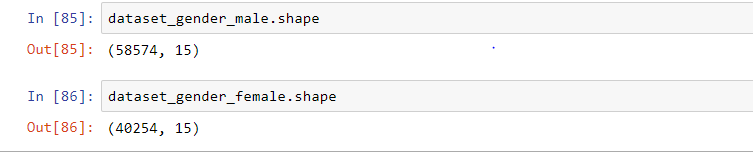 In [85]: dataset_gender_male.shape
Out[85]: (58574, 15)
In [86]: dataset_gender_female.shape
Out[86]: (40254, 15)